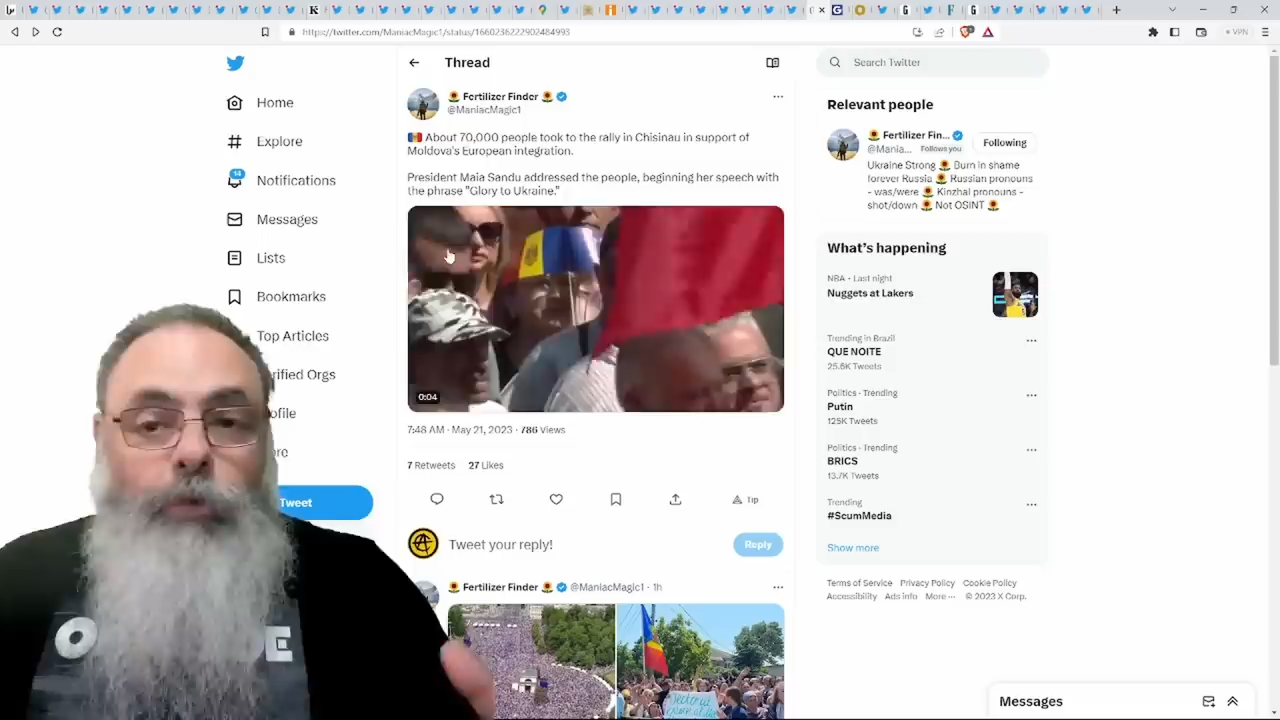 https://twitter.com/ManiacMagic1/status/1660236222902484993
VPN
Home
Explore
14
Notifications
Messages
Lists
Bookmarks
Top Articles
Tweet
Thread
Fertilizer Finder
@ManiacMagic1
About 70,000 people took to the rally in Chisinau in support of
Moldova's European integration.
President Maia Sandu addressed the people, beginning her speech with
the phrase "Glory to Ukraine."
0:04
7:48 AM · May 21, 2023 · 786 Views
7 Retweets 27 Likes
Tip
Tweet your reply!
Reply
Fertilizer Finder @ManiacMagic1 · 1h
Search Twitter
Relevant people
Fertilizer Fin...
@Mania... Follows you
Following
Ukraine Strong Burn in shame
forever Russia Russian pronouns
- was/were Kinzhal pronouns -
shot/down Not OSINT
What's happening
NBA · Last night
Nuggets at Lakers
Trending in Brazil
QUE NOITE
25.6K Tweets
Politics · Trending
Putin
125K Tweets
Politics · Trending
BRICS
13.7K Tweets
Trending
#ScumMedia
Show more
Terms of Service Privacy Policy Cookie Policy
Accessibility Ads info More ··· © 2023 X Corp.
Messages